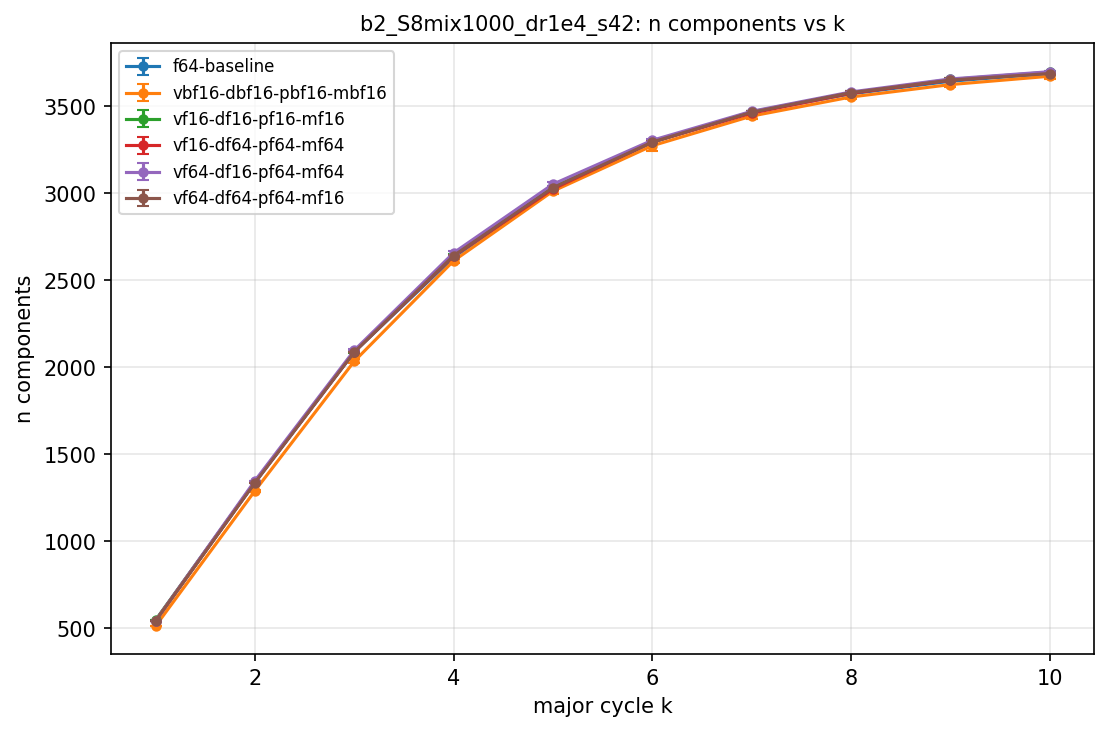 b2_S8mix1000_dr1e4_s42: n components vs k
f64-baseline
vbf16-dbf16-pbf16-mbf16
vf16-df16-pf16-mf16
vf16-df64-pf64-mf64
vf64-df16-pf64-mf64
vf64-df64-pf64-mf16
n components
3500
3000
2500
2000
1500
1000
500
2 4 6 8 10
major cycle k